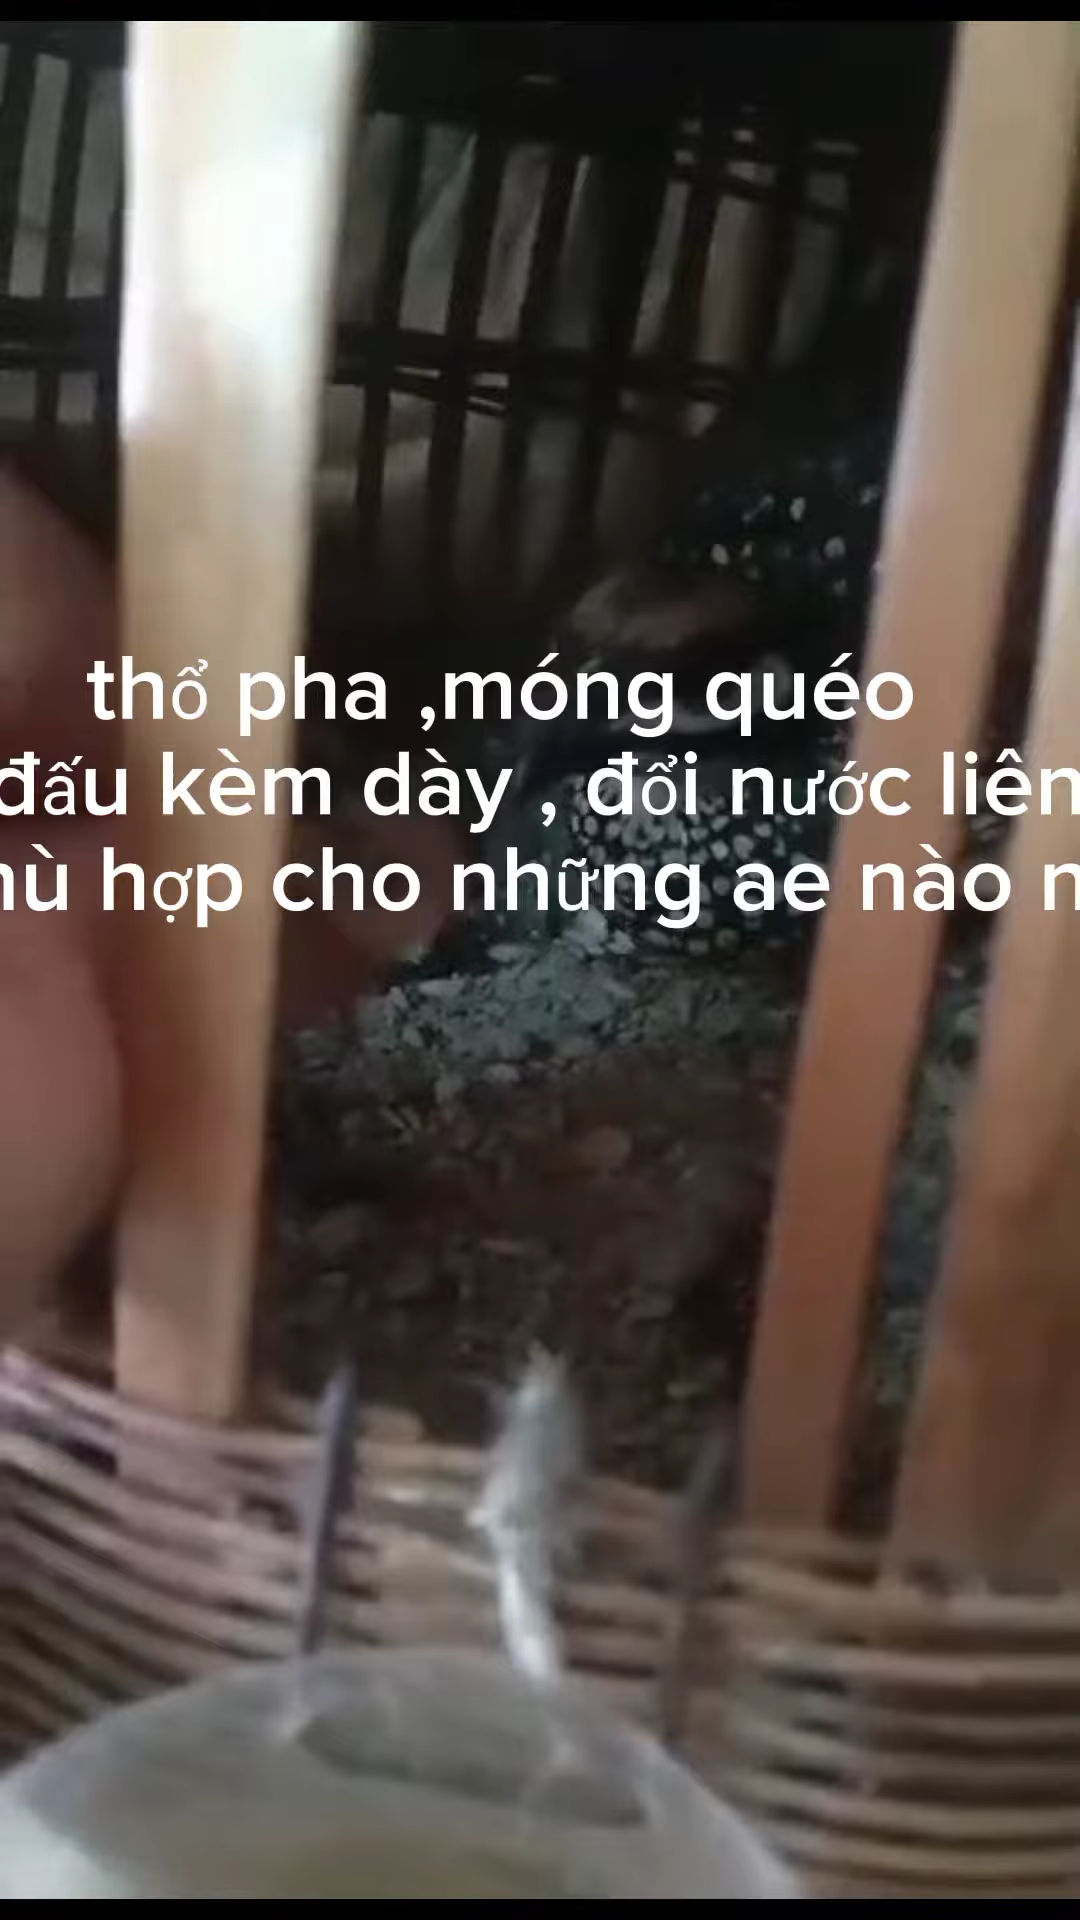 thổ pha ,móng quéo
đấu kèm dày , đổi nước liên
hợp cho những ae nào